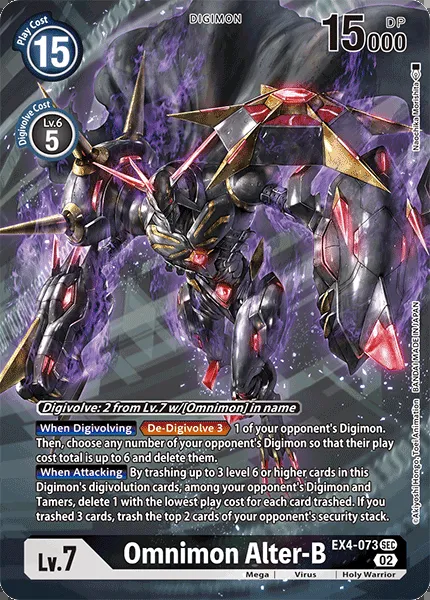 Play Cost
15
DIGIMON
15000
DP
Digivolve Cost
Lv.6
5
Naochika Morishita
©Akiyoshi Hongo, Toei Animation BANDAI MADE IN JAPAN
Digivolve: 2 from Lv.7 w/[Omnimon] in name
When Digivolving De-Digivolve 3 1 of your opponent's Digimon.
Then, choose any number of your opponent's Digimon so that their play
cost total is up to 6 and delete them.
When Attacking By trashing up to 3 level 6 or higher cards in this
Digimon's digivolution cards, among your opponent's Digimon and
Tamers, delete 1 with the lowest play cost for each card trashed. If you
trashed 3 cards, trash the top 2 cards of your opponent's security stack.
Lv.7
Omnimon Alter-B
EX4-073 SEC
02
Mega Virus Holy Warrior